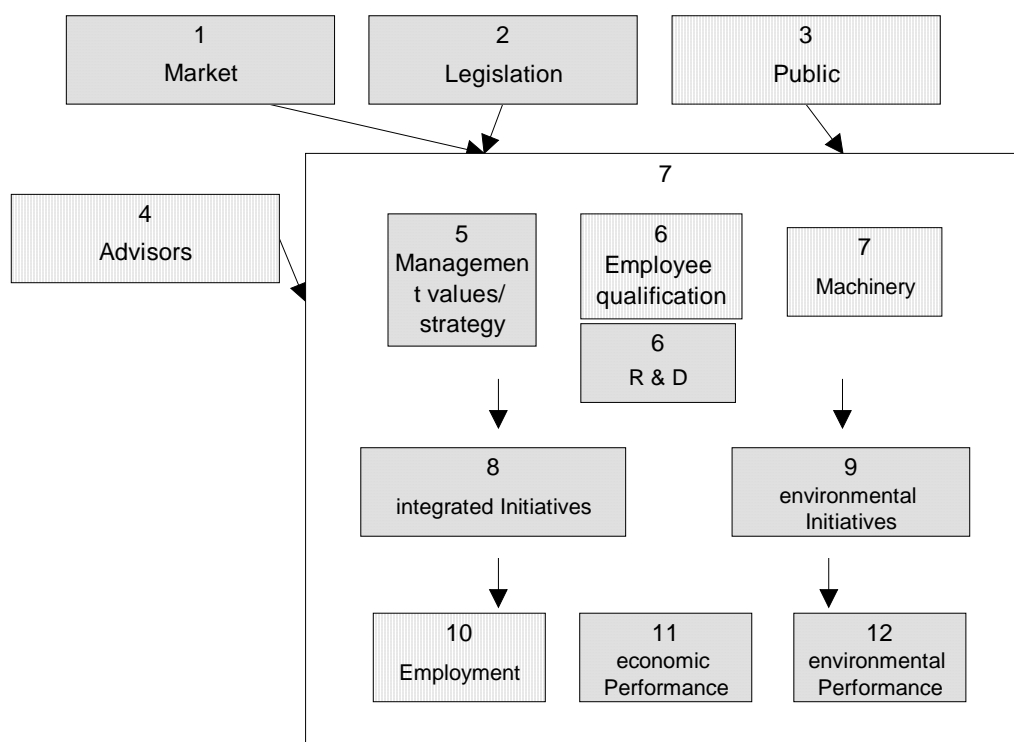 1
Market
2
Legislation
3
Public
7
4
Advisors
5
Managemen
t values/
strategy
6
Employee
qualification
7
Machinery
6
R & D
8
integrated Initiatives
9
environmental
Initiatives
10
Employment
11
economic
Performance
12
environmental
Performance